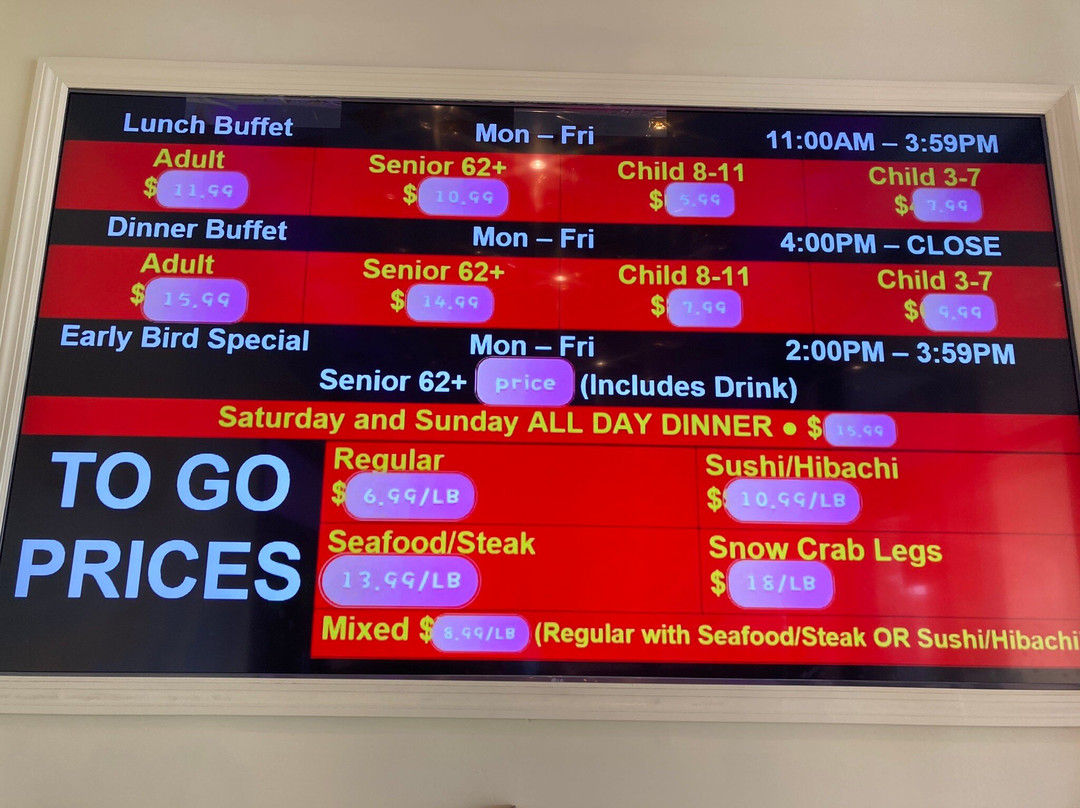 Lunch Buffet Mon – Fri 11:00AM – 3:59PM
Adult Senior 62+ Child 8-11 Child 3-7
$ 11.99 $ 10.99 $ 5.99 $ 7.99
Dinner Buffet Mon – Fri 4:00PM – CLOSE
Adult Senior 62+ Child 8-11 Child 3-7
$ 15.99 $ 14.99 $ 7.99 $ 9.99
Early Bird Special Mon – Fri 2:00PM – 3:59PM
Senior 62+ price (Includes Drink)
Saturday and Sunday ALL DAY DINNER • $ 15.99
TO GO
PRICES
Regular Sushi/Hibachi
$ 6.99/LB $ 10.99/LB
Seafood/Steak Snow Crab Legs
13.99/LB $ 18/LB
Mixed $ 8.99/LB (Regular with Seafood/Steak OR Sushi/Hibachi